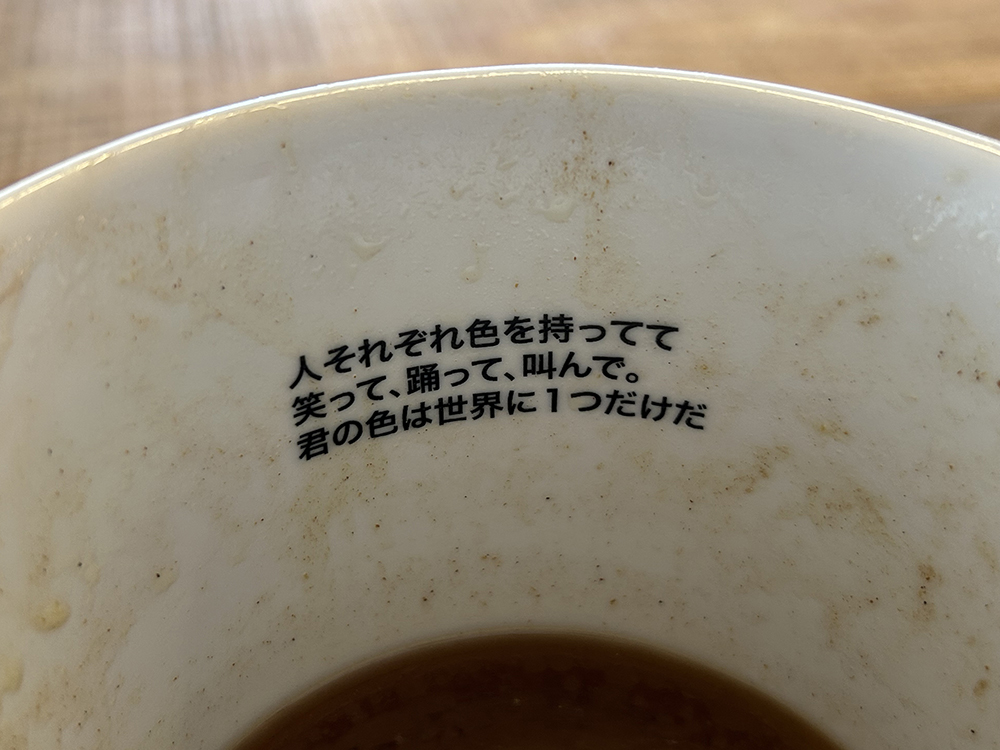 人それぞれ色を持ってて
笑って、踊って、叫んで。
君の色は世界に1つだけだ